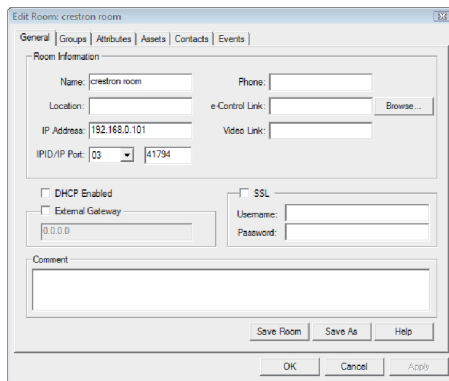 Edit Room: crestron room
General Groups Attributes Assets Contacts Events
Room Information
Name: crestron room Phone:
Location: e-Control Link: Browse...
IP Address: 192.168.0.101 Video Link:
IPID/IP Port: 03 41794
DHCP Enabled SSL
External Gateway Username:
0.0.0.0 Password:
Comment
Save Room Save As Help
OK Cancel Apply